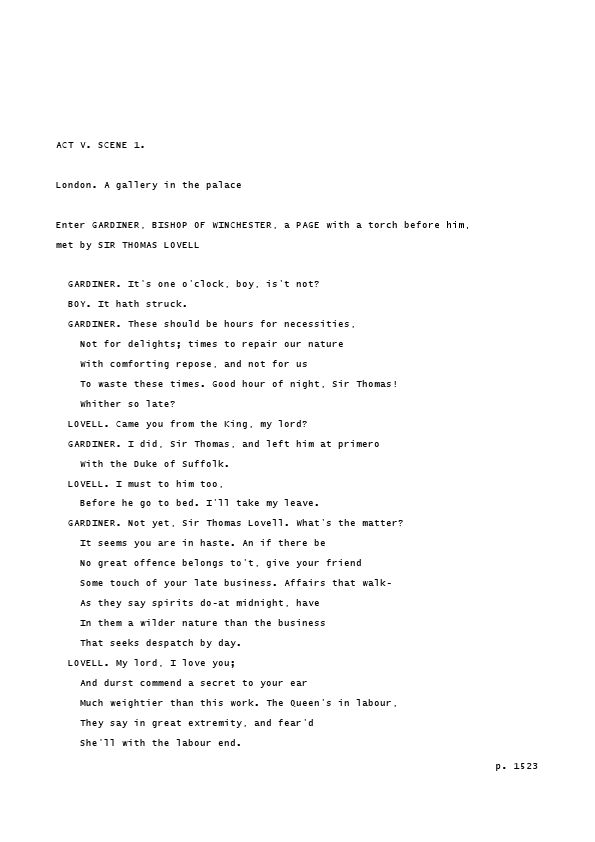 ACT V. SCENE 1.
London. A gallery in the palace
Enter GARDINER, BISHOP OF WINCHESTER, a PAGE with a torch before him,
met by SIR THOMAS LOVELL
GARDINER. It's one o'clock, boy, is't not?
BOY. It hath struck.
GARDINER. These should be hours for necessities,
Not for delights; times to repair our nature
With comforting repose, and not for us
To waste these times. Good hour of night, Sir Thomas!
Whither so late?
LOVELL. Came you from the King, my lord?
GARDINER. I did, Sir Thomas, and left him at primero
With the Duke of Suffolk.
LOVELL. I must to him too,
Before he go to bed. I'll take my leave.
GARDINER. Not yet, Sir Thomas Lovell. What's the matter?
It seems you are in haste. An if there be
No great offence belongs to't, give your friend
Some touch of your late business. Affairs that walk-
As they say spirits do-at midnight, have
In them a wilder nature than the business
That seeks despatch by day.
LOVELL. My lord, I love you;
And durst commend a secret to your ear
Much weightier than this work. The Queen's in labour,
They say in great extremity, and fear'd
She'll with the labour end.
p. 1523